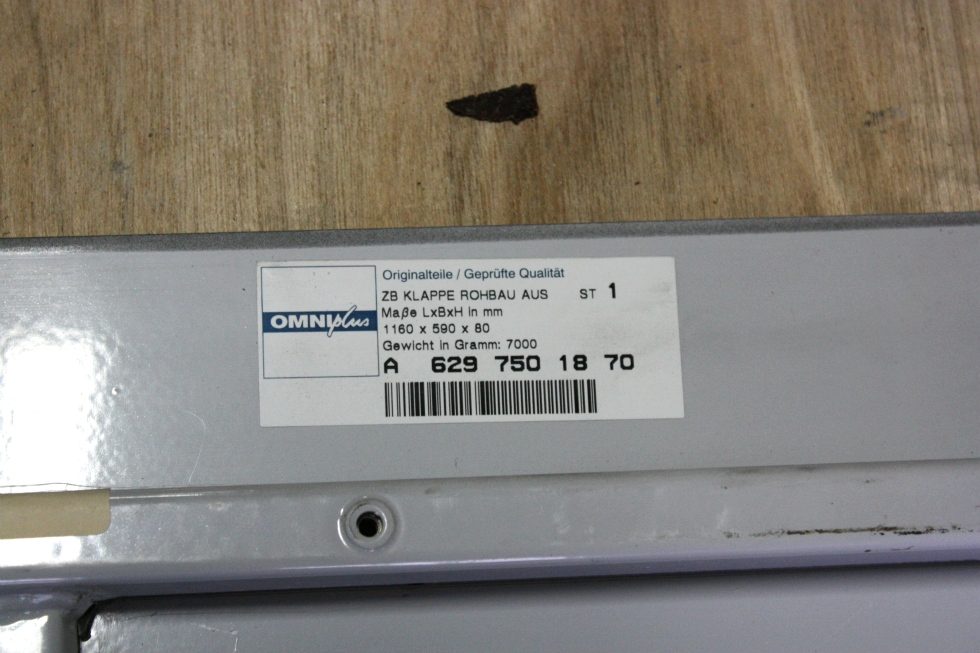 Originalteile / Geprüfte Qualität
ZB KLAPPE ROHBAU AUS ST 1
OMNIplus
Maße LxBxH in mm
1160 x 590 x 80
Gewicht in Gramm: 7000
A 629 750 18 70